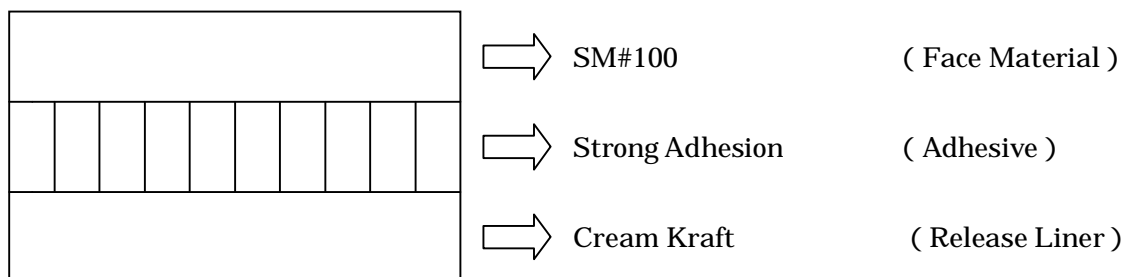 SM#100 ( Face Material )
Strong Adhesion ( Adhesive )
Cream Kraft ( Release Liner )